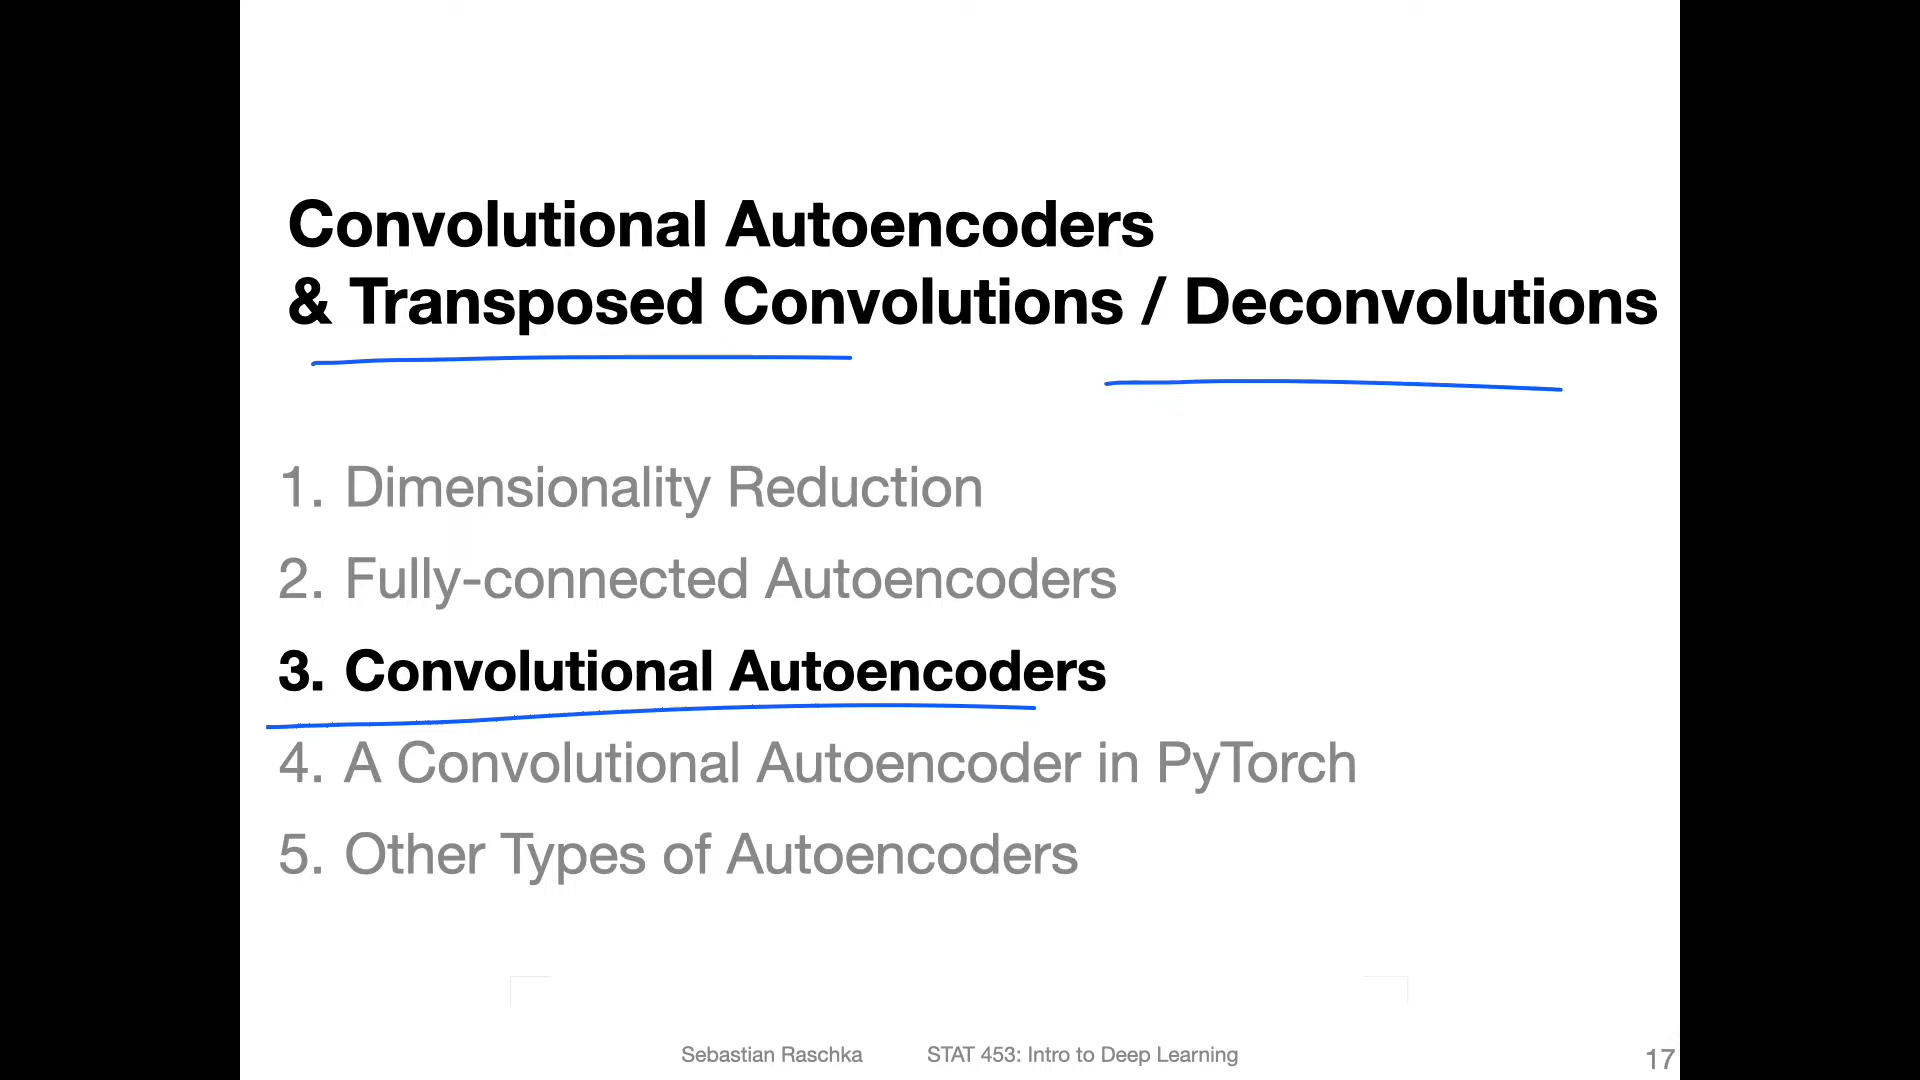 Convolutional Autoencoders
& Transposed Convolutions / Deconvolutions
1. Dimensionality Reduction
2. Fully-connected Autoencoders
3. Convolutional Autoencoders
4. A Convolutional Autoencoder in PyTorch
5. Other Types of Autoencoders
Sebastian Raschka STAT 453: Intro to Deep Learning 17